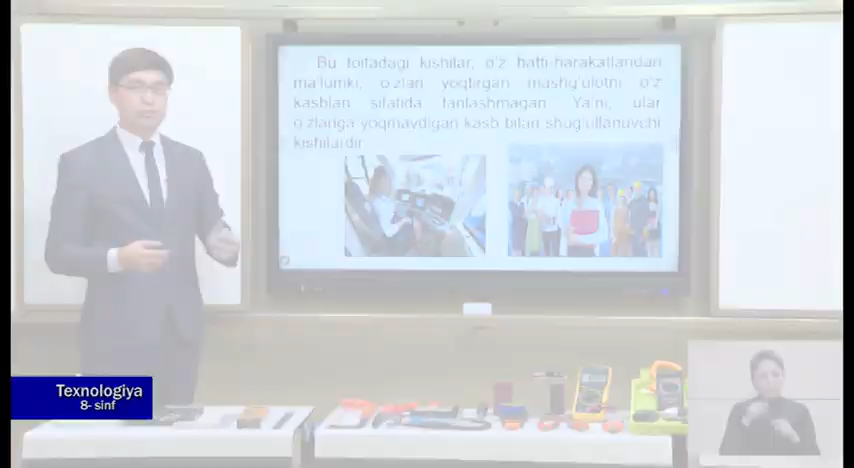 Bu toifadagi kishilar, o'z hatti-harakatlaridan
ma'lumki, o'zlari yoqtirgan mashg'ulotni o'z
kasblari sifatida tanlashmagan. Ya'ni, ular
o'zlariga yoqmaydigan kasb bilan shug'ullanuvchi
kishilardir.
Texnologiya
8- sinf